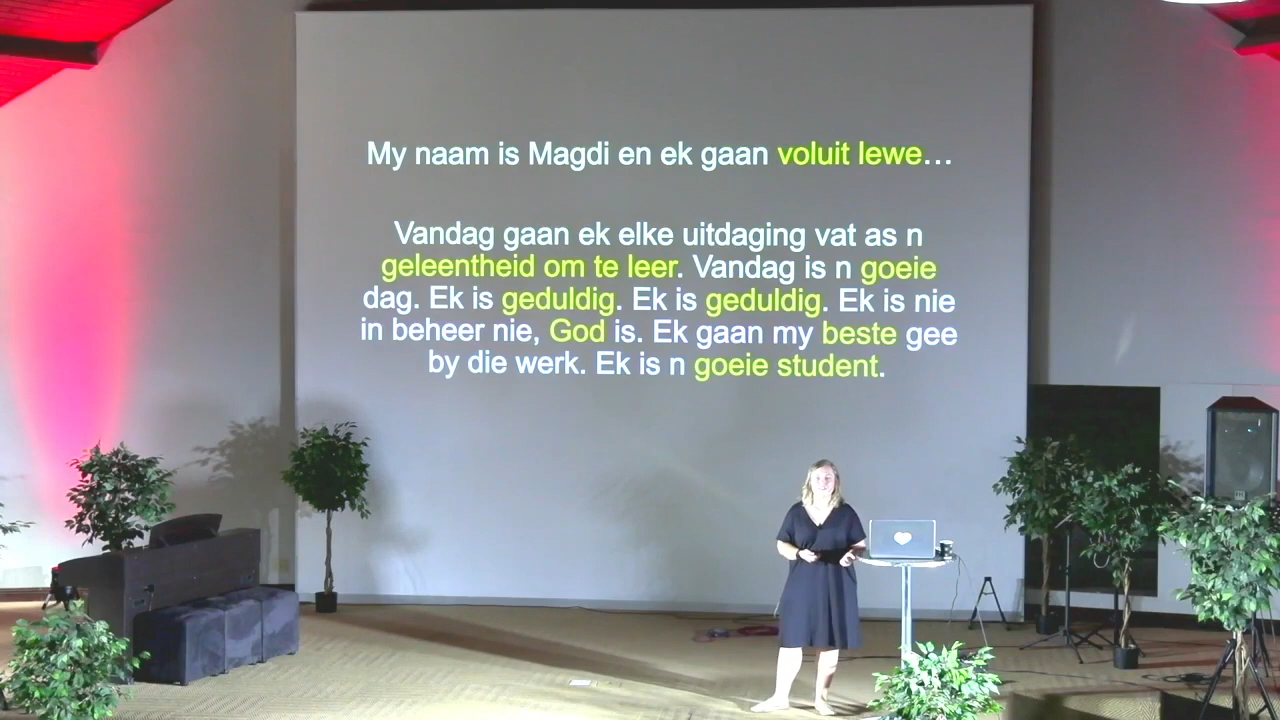 My naam is Magdi en ek gaan voluit lewe…
Vandag gaan ek elke uitdaging vat as n
geleentheid om te leer. Vandag is n goeie
dag. Ek is geduldig. Ek is geduldig. Ek is nie
in beheer nie, God is. Ek gaan my beste gee
by die werk. Ek is n goeie student.